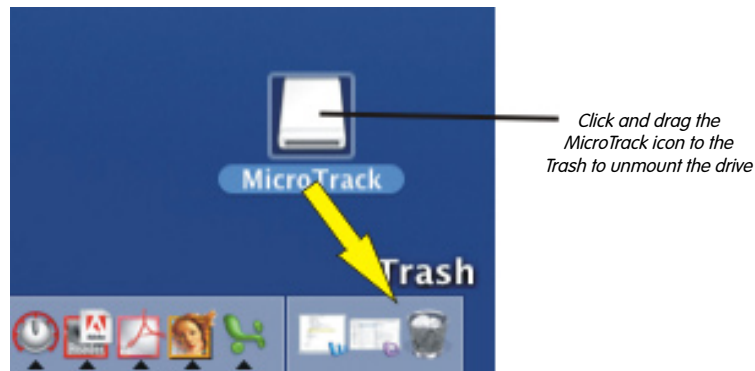 Click and drag the
MicroTrack icon to the
Trash to unmount the drive
MicroTrack
Trash